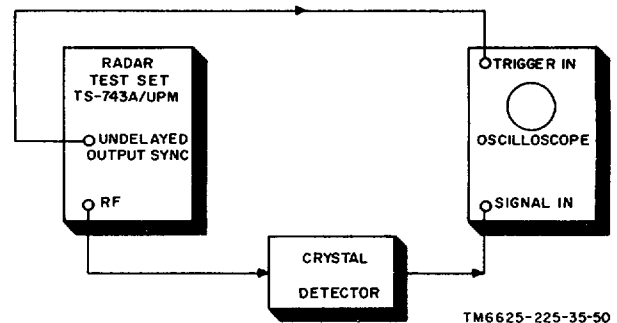 RADAR
TEST SET
TS-743A/UPM
UNDELAYED
OUTPUT SYNC
RF
TRIGGER IN
OSCILLOSCOPE
SIGNAL IN
CRYSTAL
DETECTOR
TM6625-225-35-50